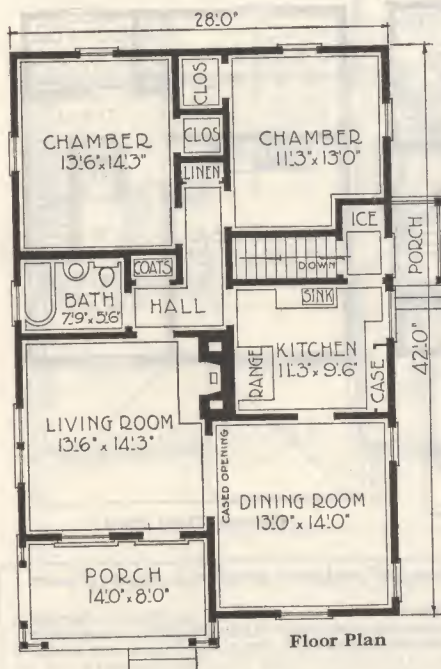 28'0"
CLOS
CHAMBER
13'6" x 14'3"
CLOS
CHAMBER
11'3" x 13'0"
LINEN
ICE
PORCH
DOWN
COATS
SINK
BATH
7'9" x 5'6"
HALL
KITCHEN
11'3" x 9'6"
RANGE
CASE
42'0"
LIVING ROOM
13'6" x 14'3"
CASED OPENING
DINING ROOM
13'0" x 14'0"
PORCH
14'0" x 8'0"
Floor Plan